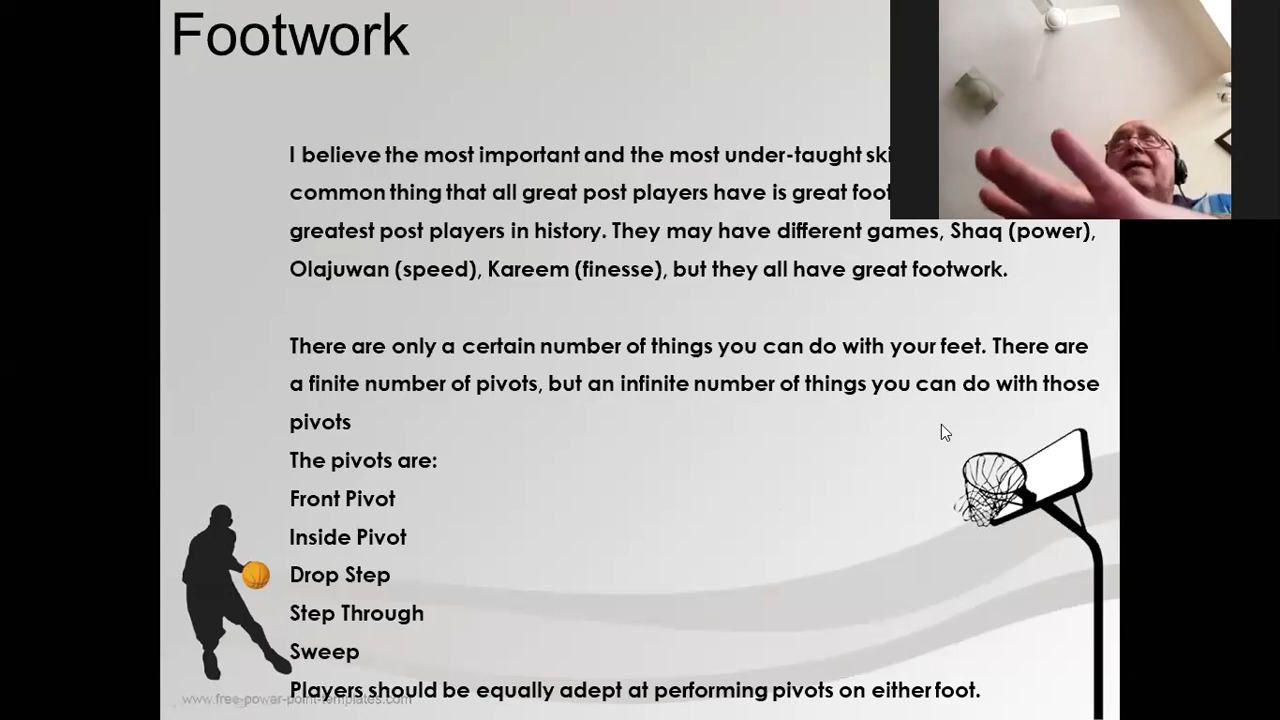 Footwork
I believe the most important and the most under-taught
common thing that all great post players have is great
greatest post players in history. They may have different games, Shaq (power),
Olajuwan (speed), Kareem (finesse), but they all have great footwork.
There are only a certain number of things you can do with your feet. There are
a finite number of pivots, but an infinite number of things you can do with those
pivots
The pivots are:
Front Pivot
Inside Pivot
Drop Step
Step Through
Sweep
Players should be equally adept at performing pivots on either foot.
www.free-power-point-templates.com